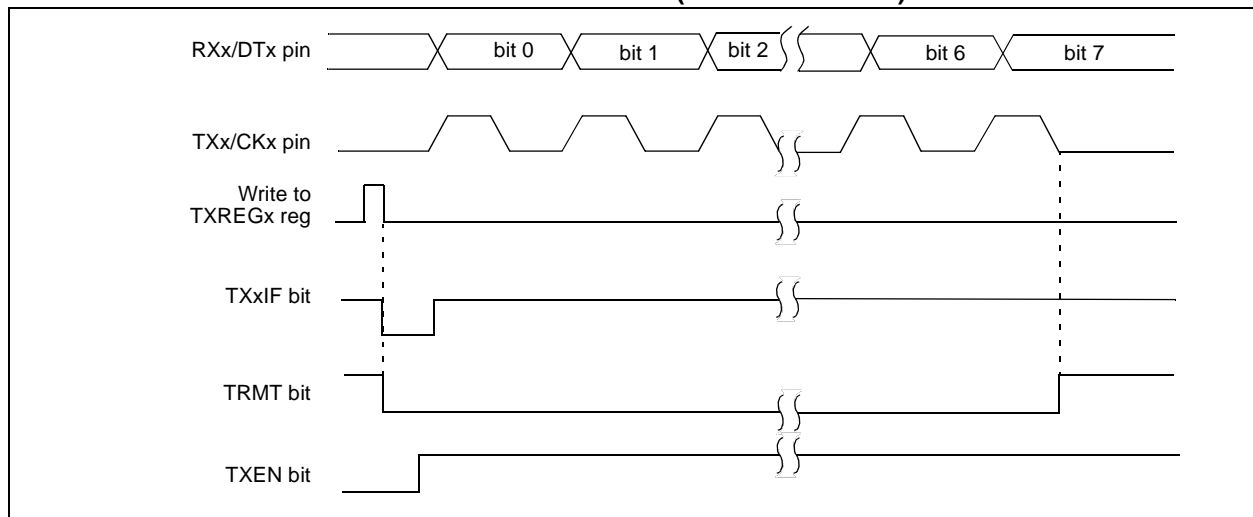 RXx/DTx pin
bit 0
bit 1
bit 2
bit 6
bit 7
TXx/CKx pin
Write to
TXREGx reg
TXxIF bit
TRMT bit
TXEN bit